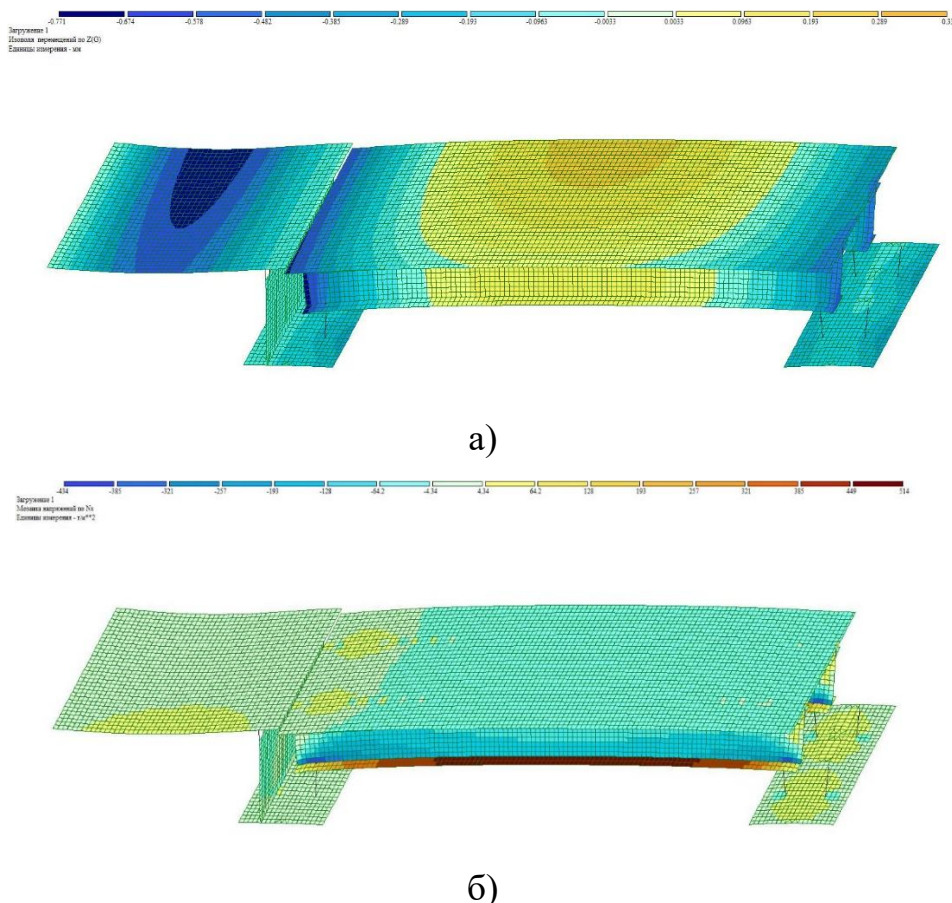 -0.771 -0.674 -0.578 -0.482 -0.385 -0.289 -0.193 -0.0963 -0.0033 0.0033 0.0963 0.193 0.289
Загружение 1
Изополя перемещений по Z(G)
Единицы измерения - мм
а)
-434 -385 -321 -257 -193 -128 -64.2 -4.34 4.34 64.2 128 193 257 321 385 449 514
Загружение 1
Мозаика напряжений по Nx
Единицы измерения - т/м**2
б)